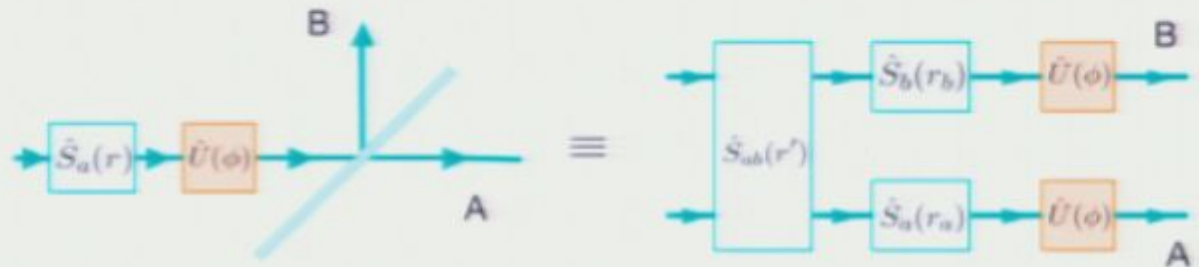 B
Ŝₐ(r)
Û(φ)
A
≡
Ŝₐb(r')
Ŝb(rb)
Û(φ)
B
Ŝₐ(rₐ)
Û(φ)
A